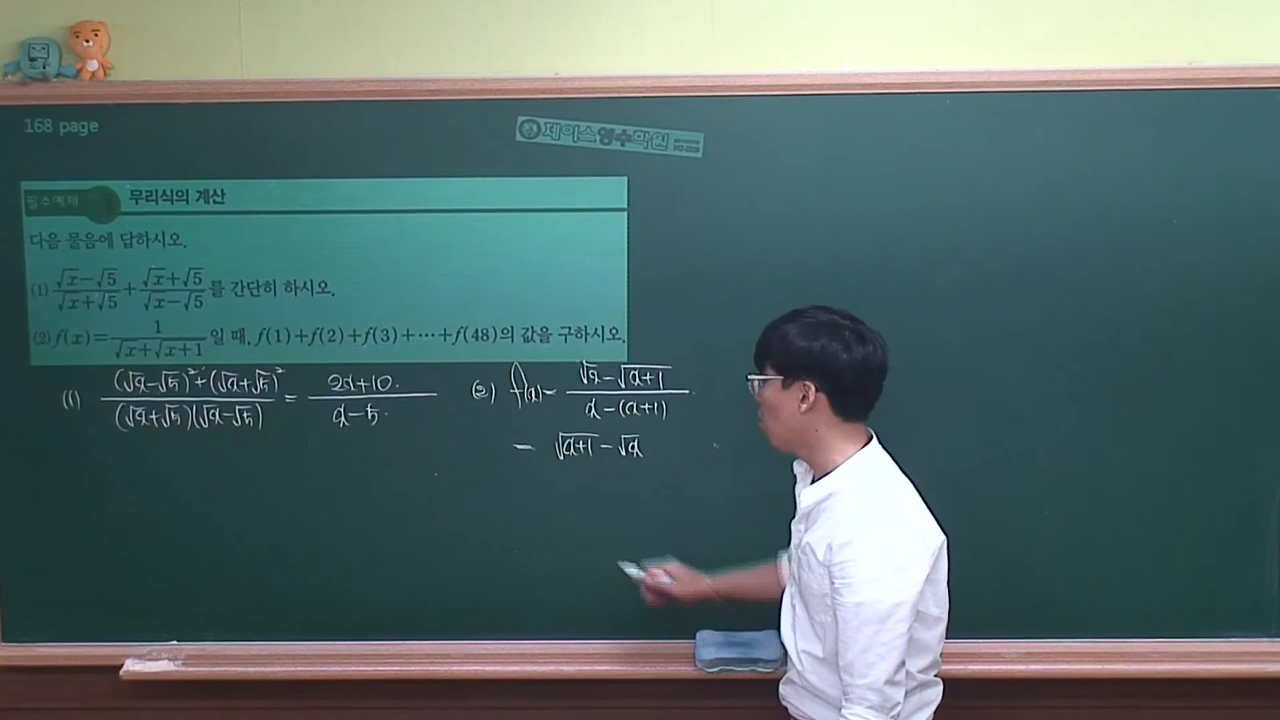 168 page
제이스영수학원
필수예제 무리식의 계산
다음 물음에 답하시오.
(1) (√x-√5)/(√x+√5) + (√x+√5)/(√x-√5) 를 간단히 하시오.
(2) f(x)=1/(√x+√(x+1)) 일 때, f(1)+f(2)+f(3)+⋯+f(48)의 값을 구하시오.
(1) ((√x-√5)²+(√x+√5)²)/((√x+√5)(√x-√5)) = (2x+10)/(x-5)
(2) f(x)= (√x-√(x+1))/(x-(x+1))
= √(x+1)-√x